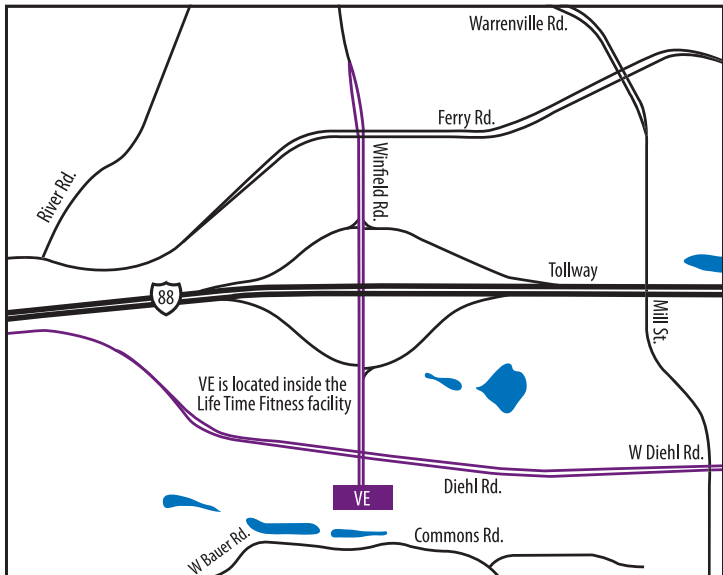 Warrenville Rd.
Ferry Rd.
Winfield Rd.
River Rd.
Tollway
88
Mill St.
VE is located inside the
Life Time Fitness facility
W Diehl Rd.
Diehl Rd.
VE
Commons Rd.
W Bauer Rd.